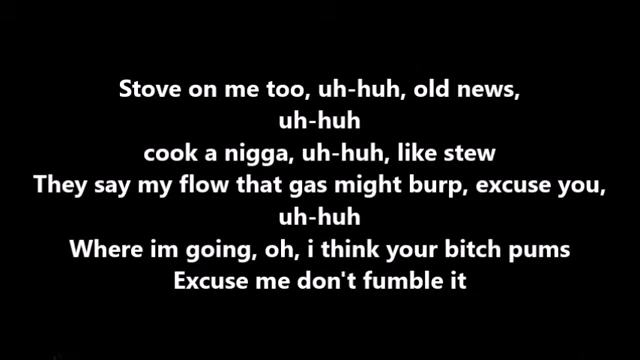 Stove on me too, uh-huh, old news,
uh-huh
cook a nigga, uh-huh, like stew
They say my flow that gas might burp, excuse you,
uh-huh
Where im going, oh, i think your bitch pums
Excuse me don't fumble it